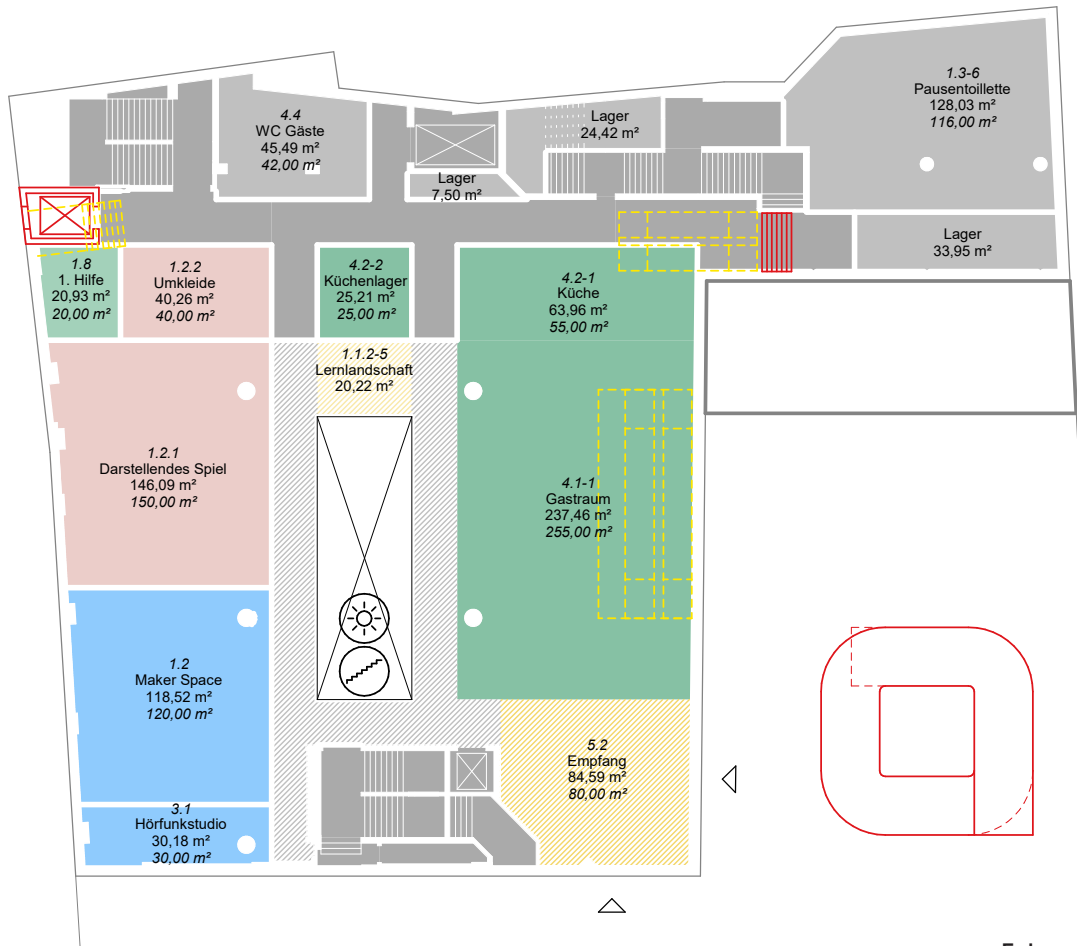 1.3-6
Pausentoillette
128,03 m²
116,00 m²
4.4
WC Gäste
45,49 m²
42,00 m²
Lager
24,42 m²
Lager
7,50 m²
Lager
33,95 m²
1.8
1. Hilfe
20,93 m²
20,00 m²
1.2.2
Umkleide
40,26 m²
40,00 m²
4.2-2
Küchenlager
25,21 m²
25,00 m²
4.2-1
Küche
63,96 m²
55,00 m²
1.1.2-5
Lernlandschaft
20,22 m²
1.2.1
Darstellendes Spiel
146,09 m²
150,00 m²
4.1-1
Gastraum
237,46 m²
255,00 m²
1.2
Maker Space
118,52 m²
120,00 m²
5.2
Empfang
84,59 m²
80,00 m²
3.1
Hörfunkstudio
30,18 m²
30,00 m²